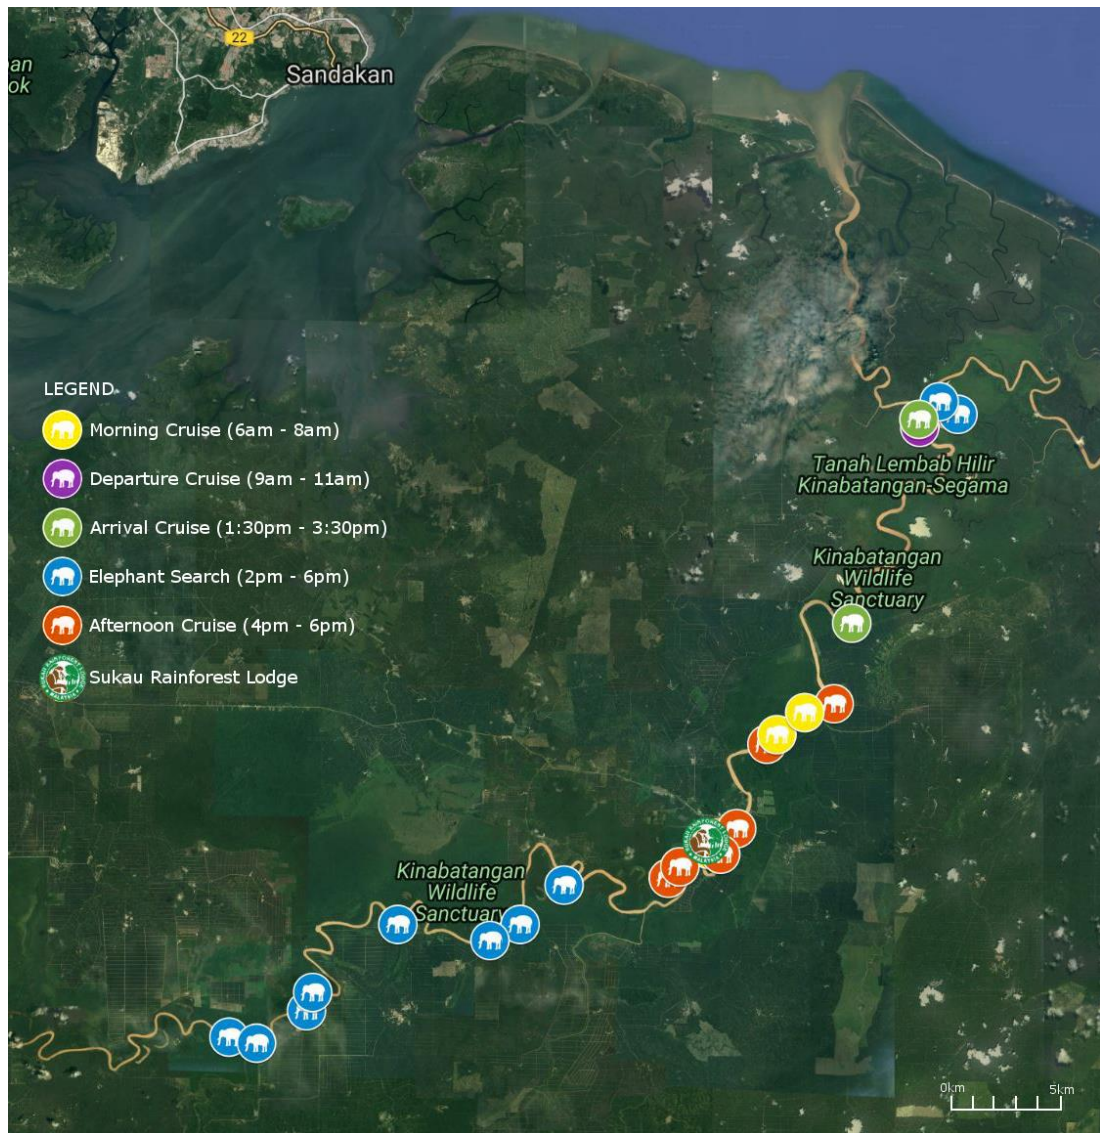 22
Sandakan
an
ok
LEGEND
Morning Cruise (6am - 8am)
Departure Cruise (9am - 11am)
Arrival Cruise (1:30pm - 3:30pm)
Elephant Search (2pm - 6pm)
Afternoon Cruise (4pm - 6pm)
Sukau Rainforest Lodge
Tanah Lembab Hilir
Kinabatangan-Segama
Kinabatangan
Wildlife
Sanctuary
Kinabatangan
Wildlife
Sanctuary
0km 5km